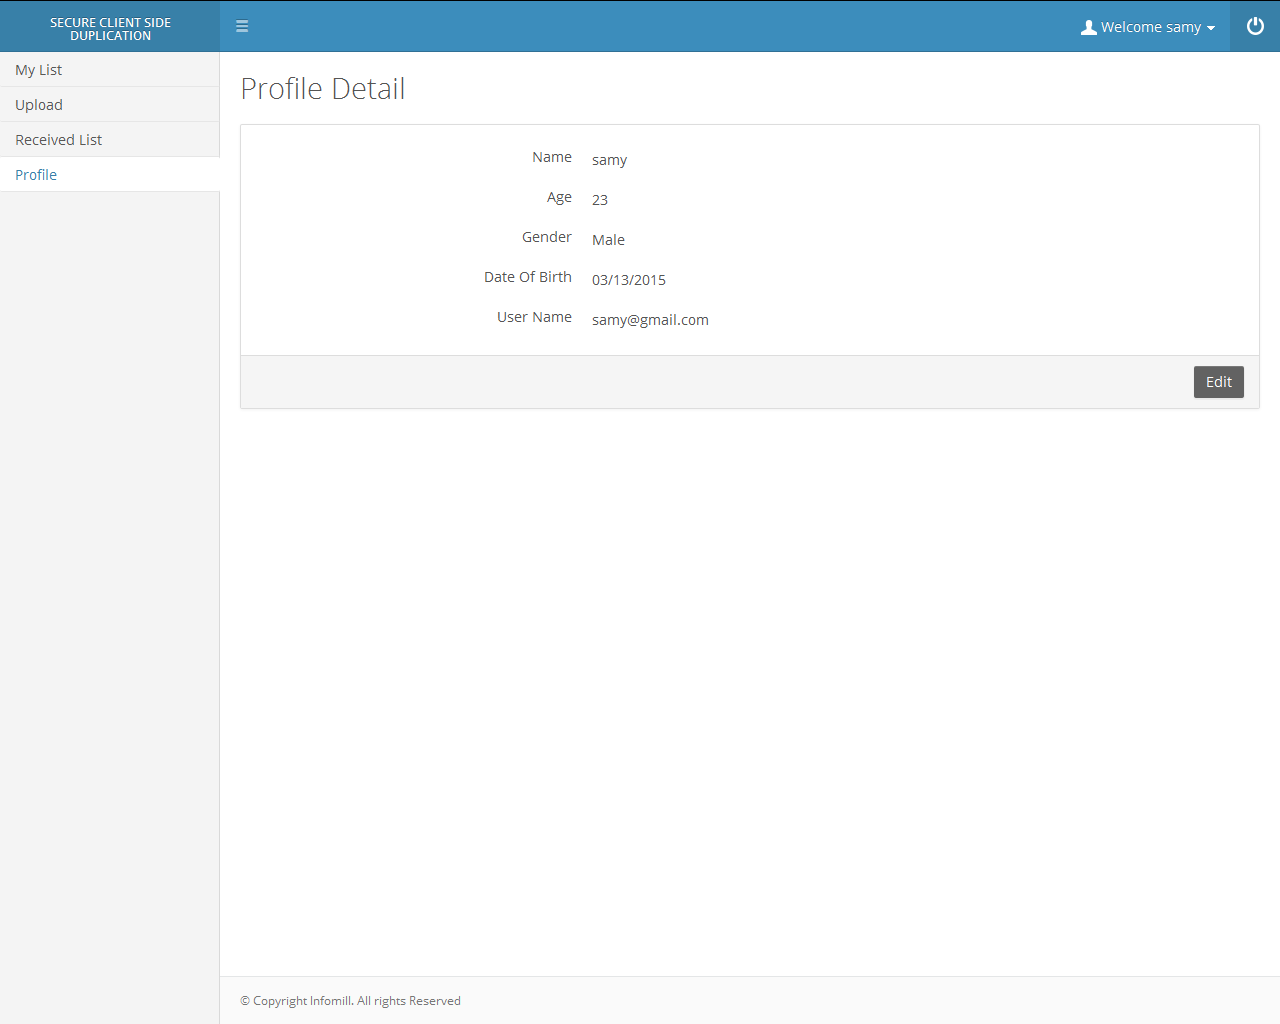 SECURE CLIENT SIDE
DUPLICATION
Welcome samy
My List
Upload
Received List
Profile
Profile Detail
Name samy
Age 23
Gender Male
Date Of Birth 03/13/2015
User Name samy@gmail.com
Edit
© Copyright Infomill. All rights Reserved